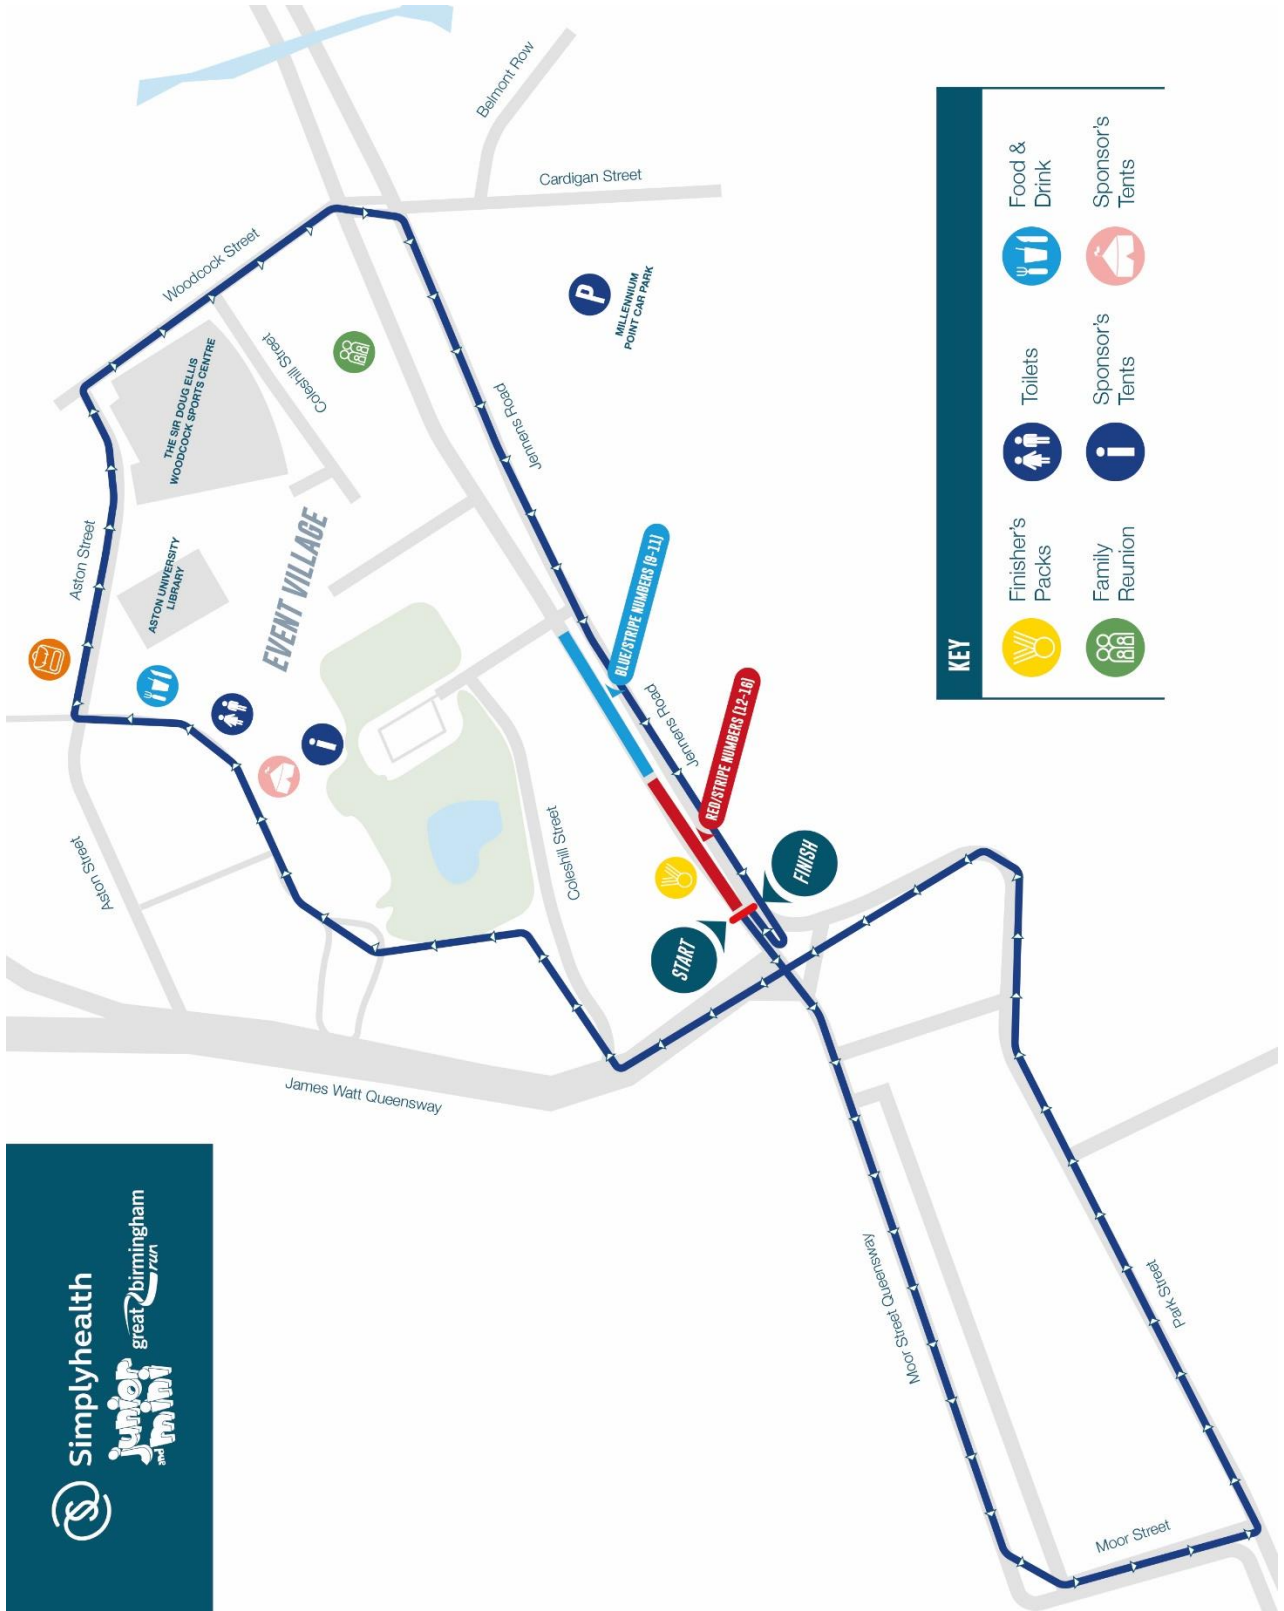 Simplyhealth
junior
and mini
great birmingham
run
KEY
Finisher's
Packs
Toilets
Food &
Drink
Family
Reunion
Sponsor's
Tents
Sponsor's
Tents
Aston Street
Aston Street
Woodcock Street
Belmont Row
Cardigan Street
Coleshill Street
THE SIR DOUG ELLIS
WOODCOCK SPORTS CENTRE
ASTON UNIVERSITY
LIBRARY
EVENT VILLAGE
P
MILLENNIUM
POINT CAR PARK
Jennens Road
BLUE/STRIPE NUMBERS (9-11)
Jennens Road
RED/STRIPE NUMBERS (12-16)
Coleshill Street
START
FINISH
James Watt Queensway
Moor Street Queensway
Park Street
Moor Street